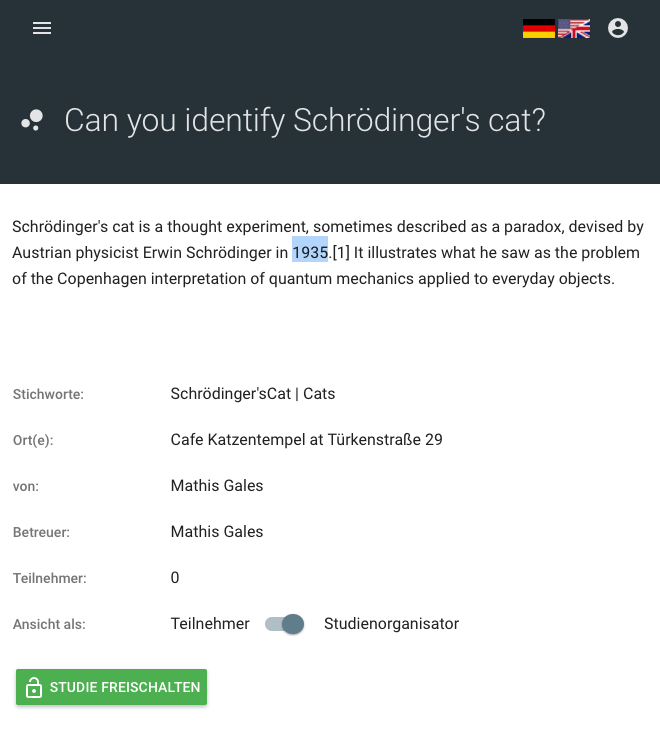 Can you identify Schrödinger's cat?
Schrödinger's cat is a thought experiment, sometimes described as a paradox, devised by
Austrian physicist Erwin Schrödinger in 1935.[1] It illustrates what he saw as the problem
of the Copenhagen interpretation of quantum mechanics applied to everyday objects.
Stichworte: Schrödinger'sCat | Cats
Ort(e): Cafe Katzentempel at Türkenstraße 29
von: Mathis Gales
Betreuer: Mathis Gales
Teilnehmer: 0
Ansicht als: Teilnehmer Studienorganisator
STUDIE FREISCHALTEN